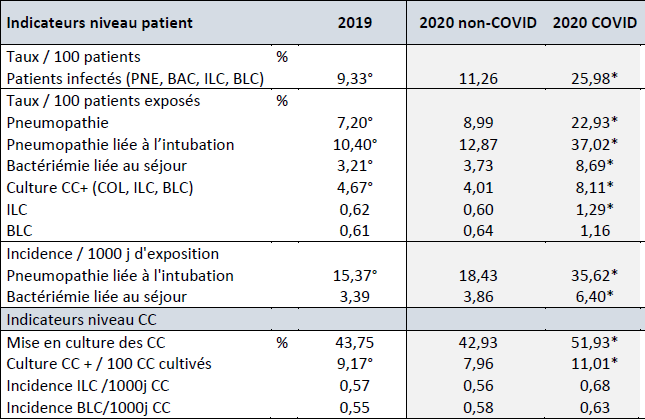 Indicateurs niveau patient 2019 2020 non-COVID 2020 COVID
Taux / 100 patients %
Patients infectés (PNE, BAC, ILC, BLC) 9,33° 11,26 25,98*
Taux / 100 patients exposés %
Pneumopathie 7,20° 8,99 22,93*
Pneumopathie liée à l’intubation 10,40° 12,87 37,02*
Bactériémie liée au séjour 3,21° 3,73 8,69*
Culture CC+ (COL, ILC, BLC) 4,67° 4,01 8,11*
ILC 0,62 0,60 1,29*
BLC 0,61 0,64 1,16
Incidence / 1000 j d'exposition
Pneumopathie liée à l'intubation 15,37° 18,43 35,62*
Bactériémie liée au séjour 3,39 3,86 6,40*
Indicateurs niveau CC
Mise en culture des CC % 43,75 42,93 51,93*
Culture CC + / 100 CC cultivés 9,17° 7,96 11,01*
Incidence ILC /1000j CC 0,57 0,56 0,68
Incidence BLC/1000j CC 0,55 0,58 0,63